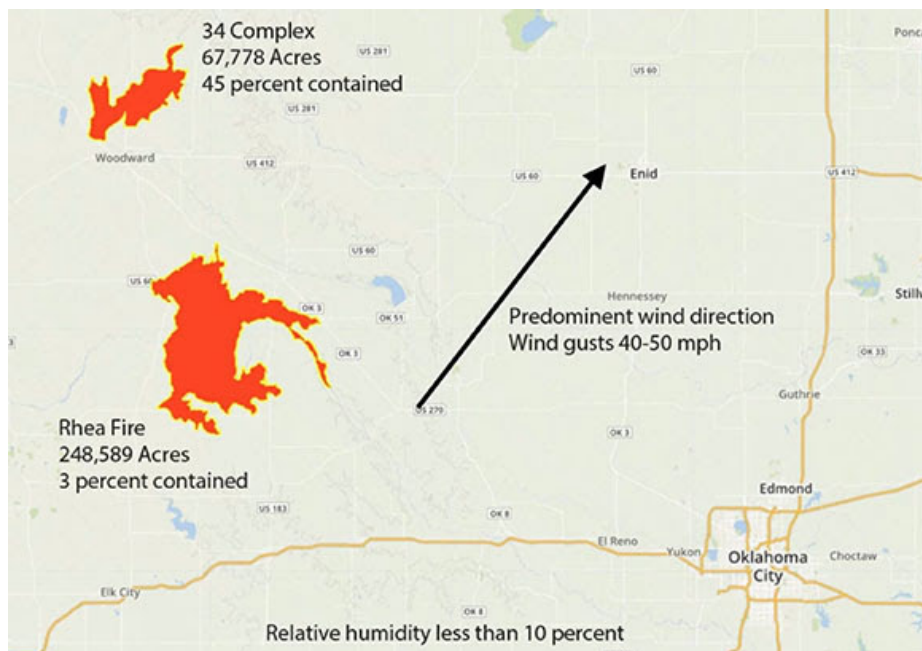 34 Complex
67,778 Acres
45 percent contained
US 281
US 60
Ponca
US 281
Woodward
US 412
US 60
Enid
US 412
US 60
US 60
OK 3
OK 51
Hennessey
Predominent wind direction
Wind gusts 40-50 mph
Stillw
OK 3
OK 33
US 270
Guthrie
OK 3
Rhea Fire
248,589 Acres
3 percent contained
Edmond
US 183
OK 8
El Reno
Yukon
Oklahoma
City
Choctaw
Elk City
OK 8
Relative humidity less than 10 percent